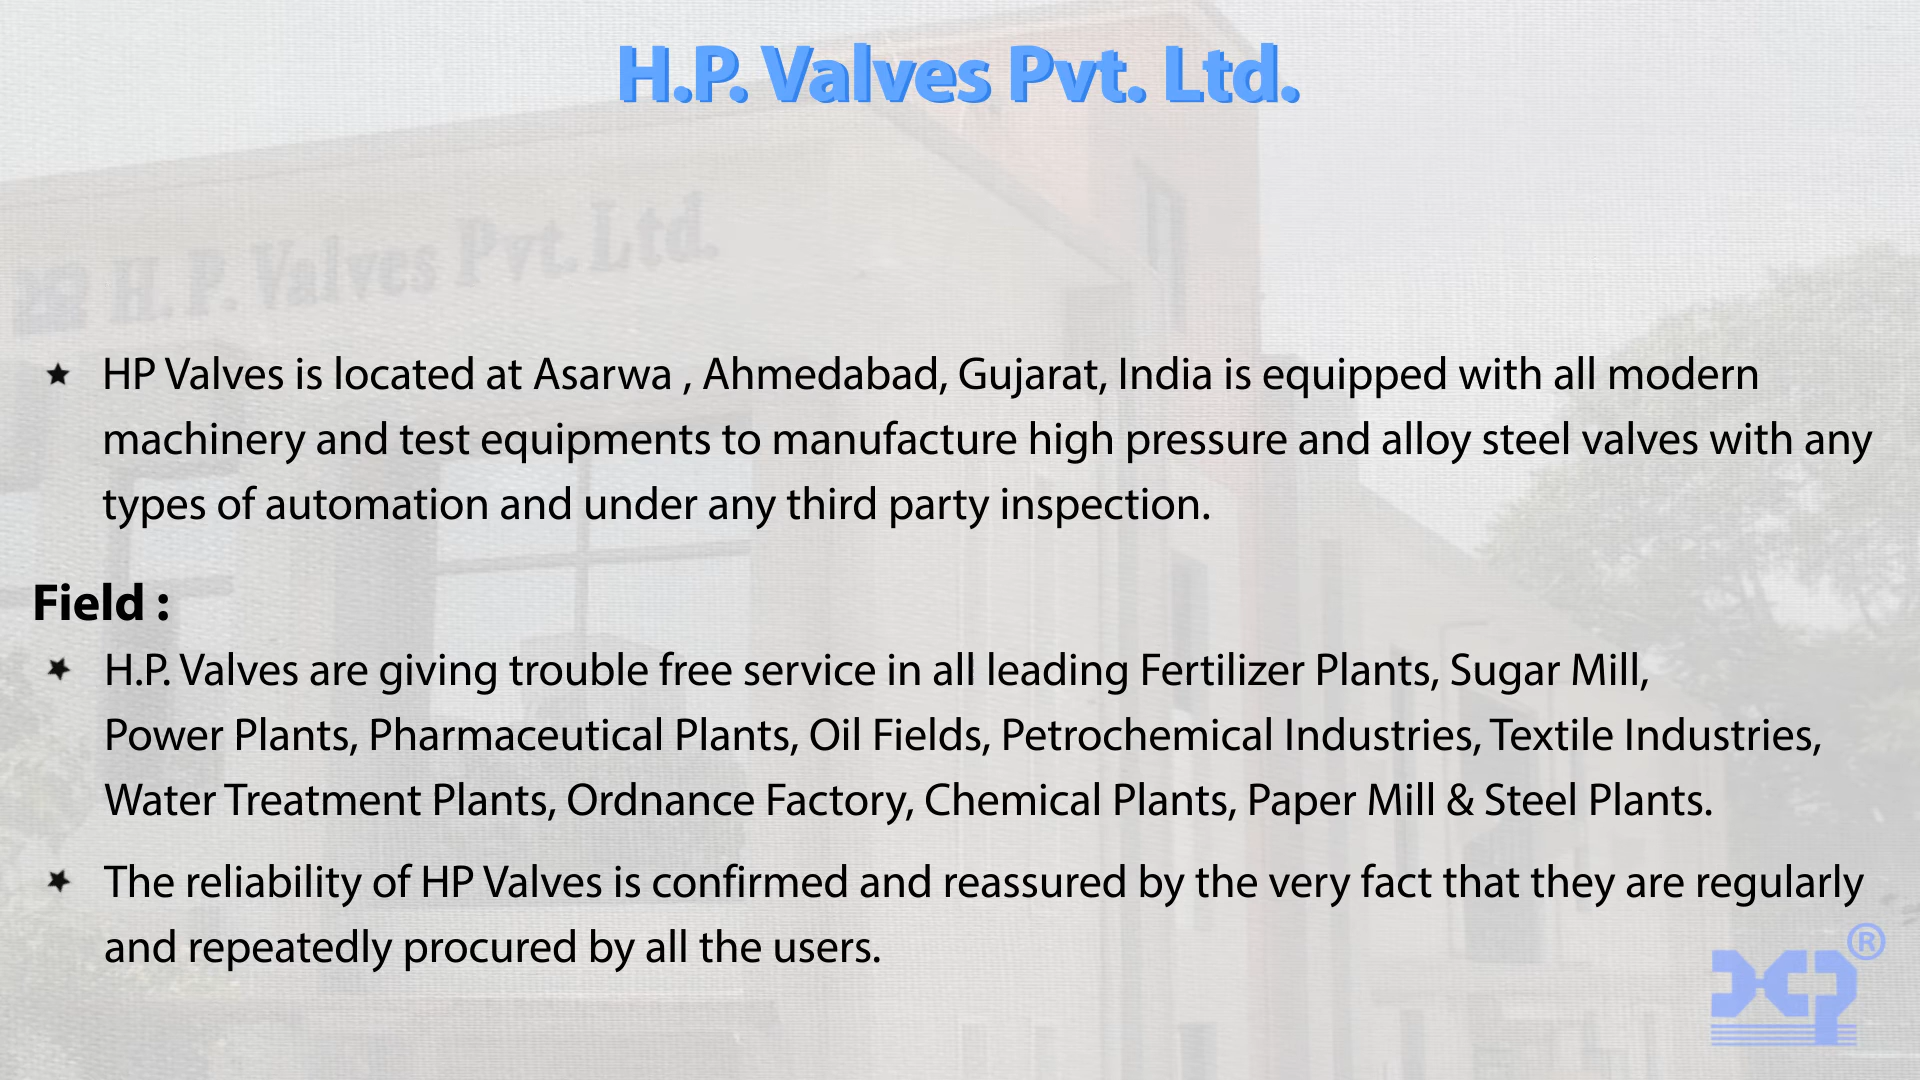 H.P. Valves Pvt. Ltd.
H.P. Valves Pvt. Ltd.
HP Valves is located at Asarwa , Ahmedabad, Gujarat, India is equipped with all modern
machinery and test equipments to manufacture high pressure and alloy steel valves with any
types of automation and under any third party inspection.
Field :
H.P. Valves are giving trouble free service in all leading Fertilizer Plants, Sugar Mill,
Power Plants, Pharmaceutical Plants, Oil Fields, Petrochemical Industries, Textile Industries,
Water Treatment Plants, Ordnance Factory, Chemical Plants, Paper Mill & Steel Plants.
The reliability of HP Valves is confirmed and reassured by the very fact that they are regularly
and repeatedly procured by all the users.
®